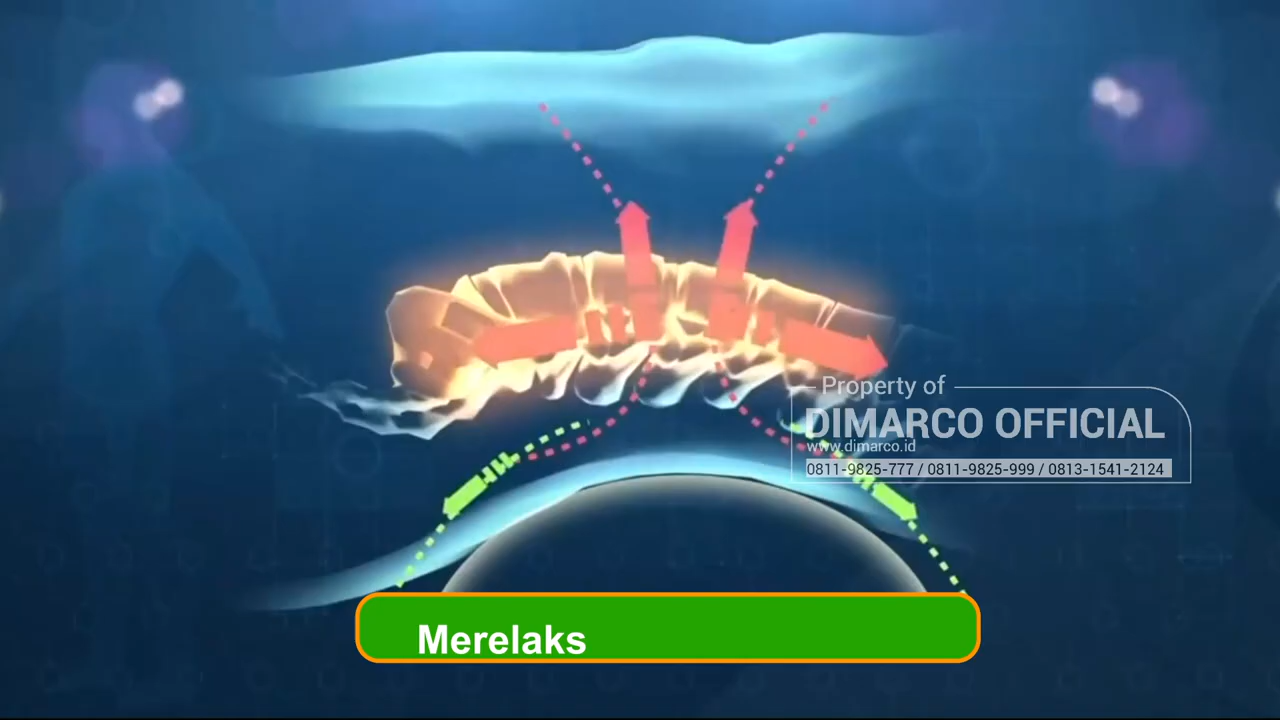 Property of
DIMARCO OFFICIAL
www.dimarco.id
0811-9825-777 / 0811-9825-999 / 0813-1541-2124
Merelaks